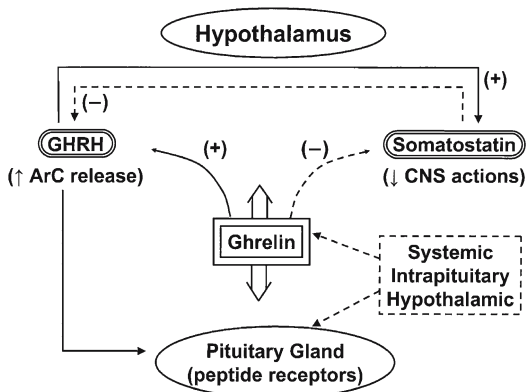 Hypothalamus
(+)
(−)
GHRH
Somatostatin
(↑ ArC release)
(+)
(−)
(↓ CNS actions)
Ghrelin
Systemic
Intrapituitary
Hypothalamic
Pituitary Gland
(peptide receptors)